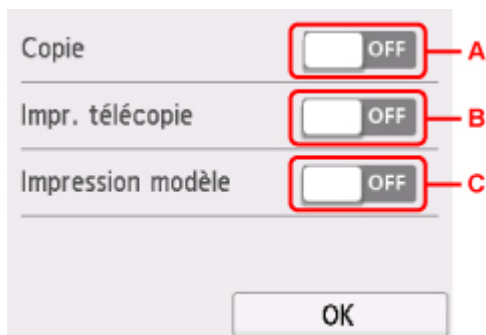 Copie OFF A
Impr. télécopie OFF B
Impression modèle OFF C
OK